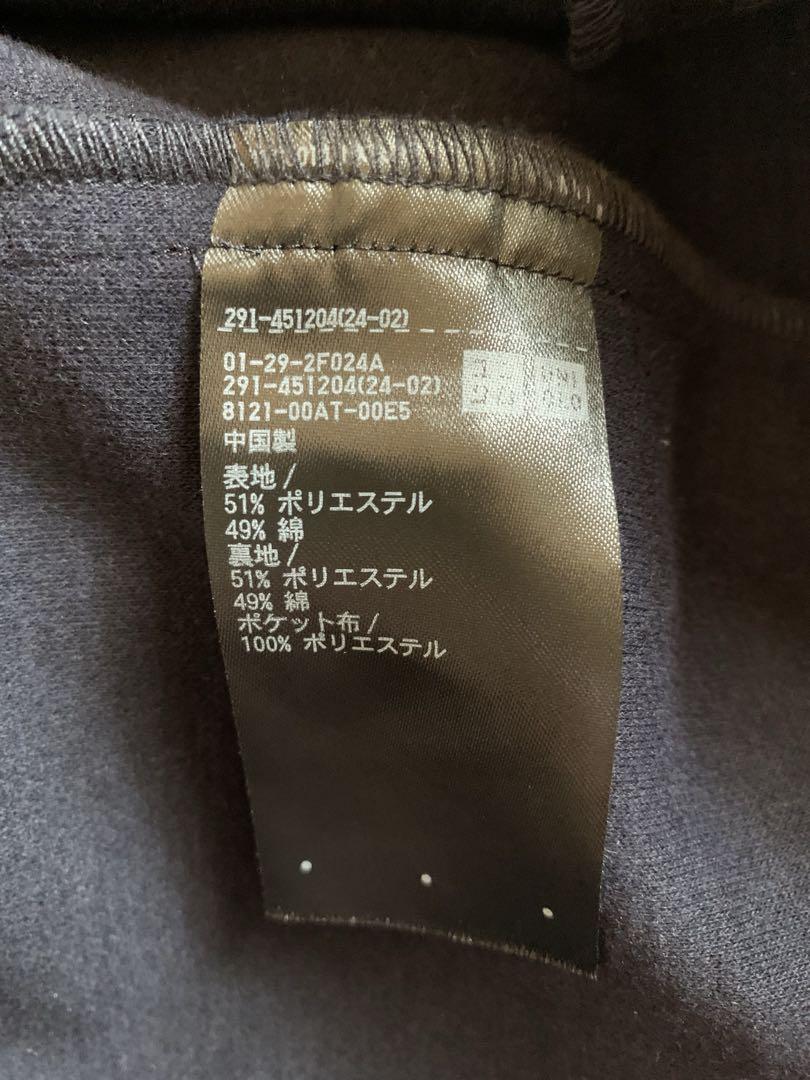 291-451204(24-02)
01-29-2F024A
291-451204(24-02)
8121-00AT-00E5
中国製
表地/
51% ポリエステル
49% 綿
裏地/
51% ポリエステル
49% 綿
ポケット布/
100% ポリエステル